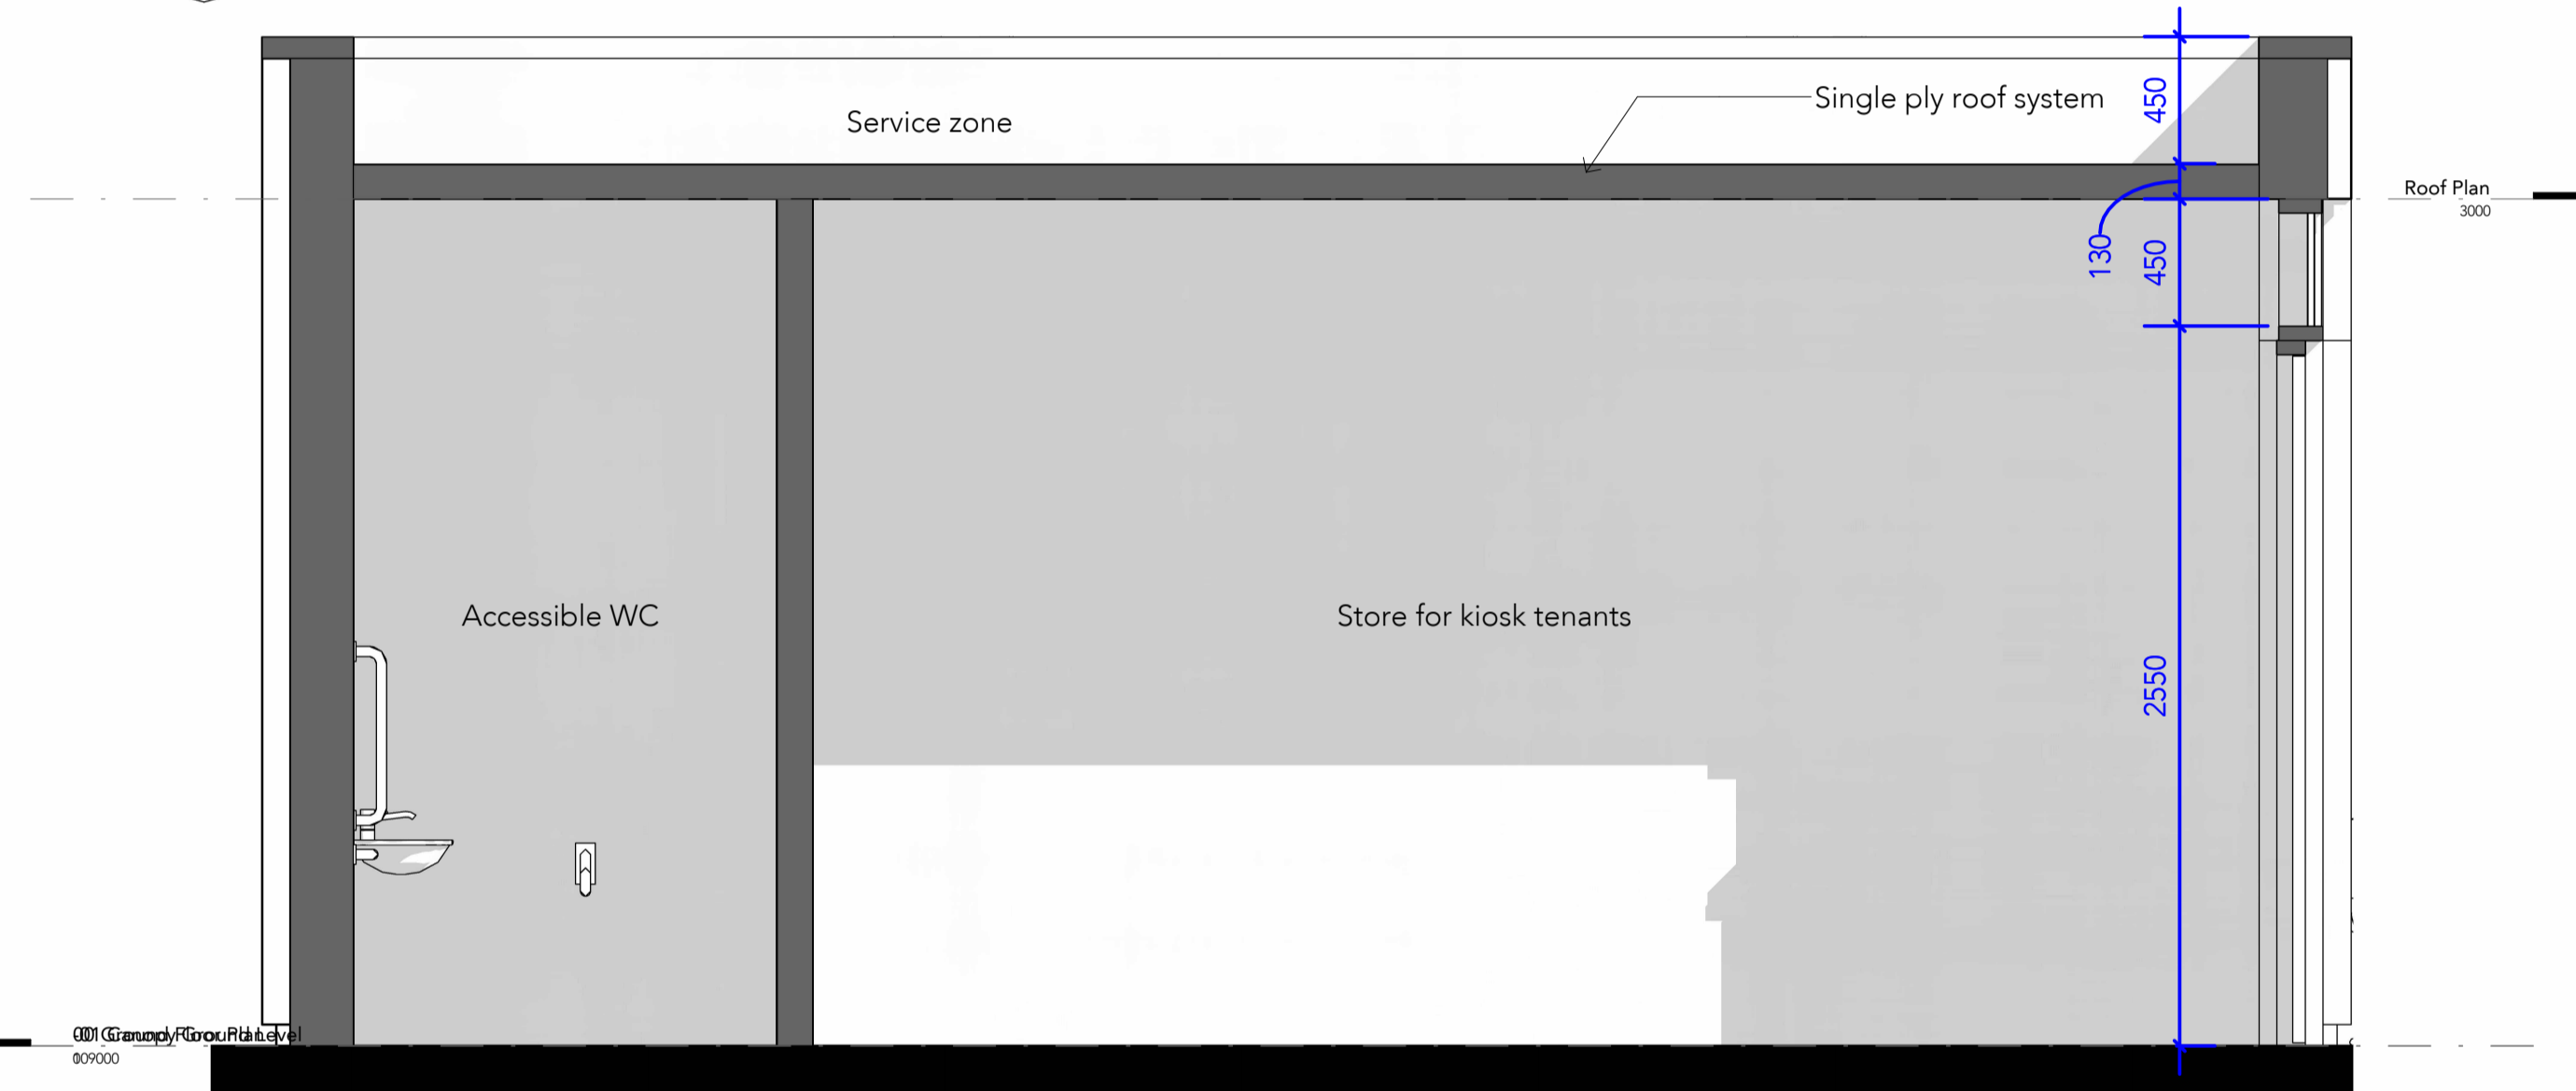 Service zone
Single ply roof system
450
Roof Plan
3000
130
450
Accessible WC
Store for kiosk tenants
2550